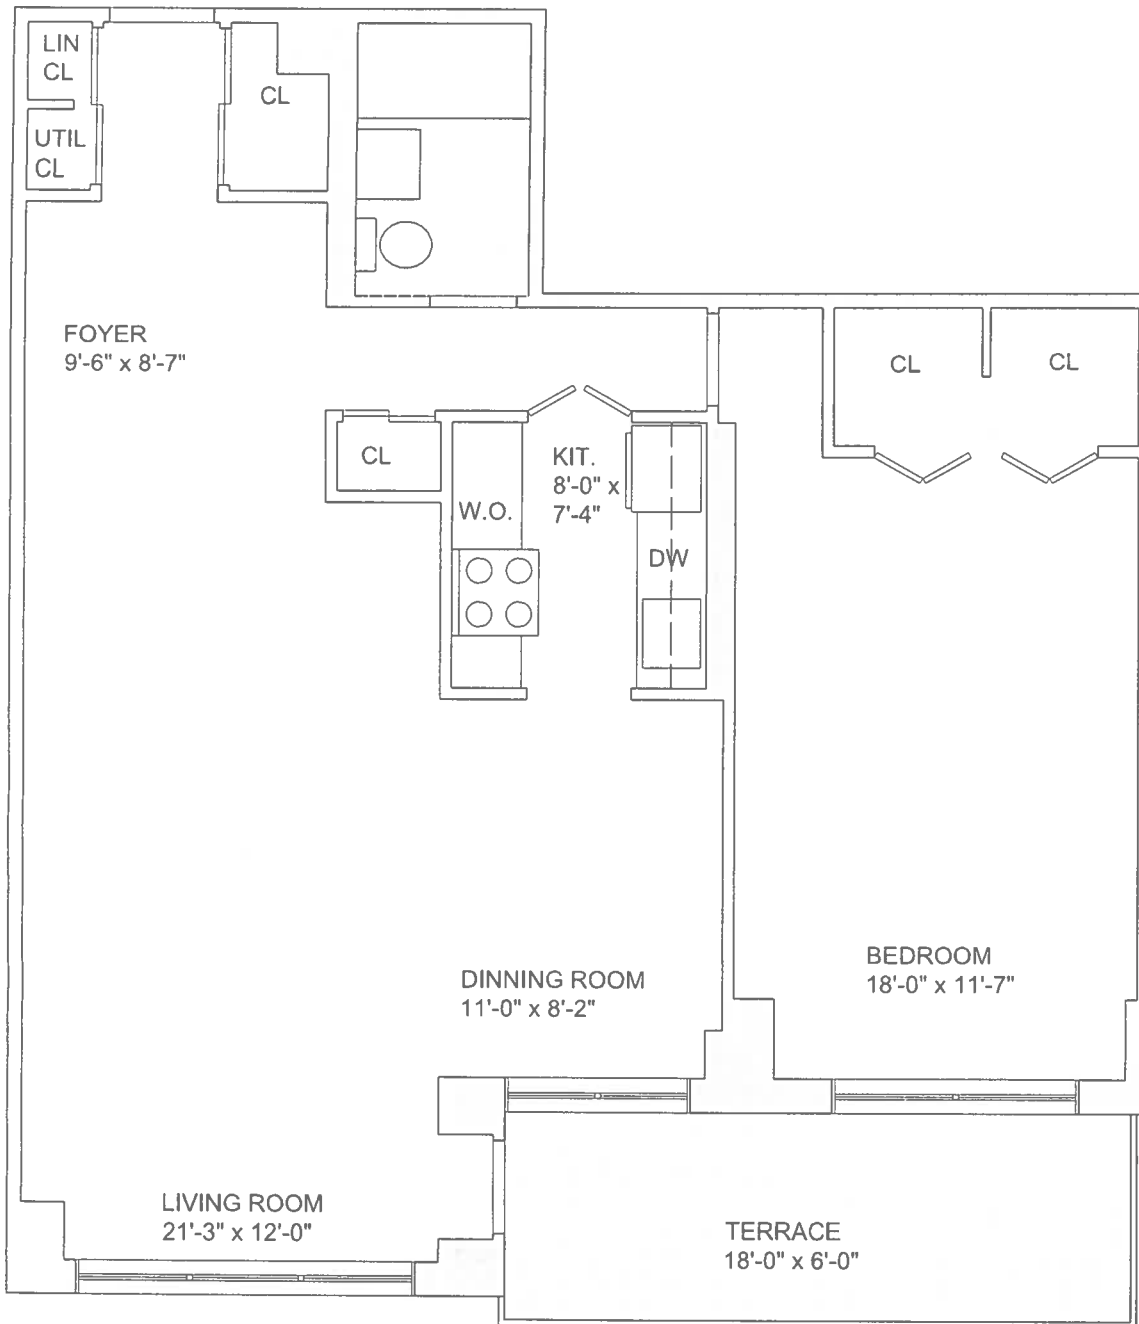 LIN
CL
UTIL
CL
CL
FOYER
9'-6" x 8'-7"
CL
CL
CL
KIT.
8'-0" x
7'-4"
W.O.
DW
BEDROOM
18'-0" x 11'-7"
DINNING ROOM
11'-0" x 8'-2"
LIVING ROOM
21'-3" x 12'-0"
TERRACE
18'-0" x 6'-0"